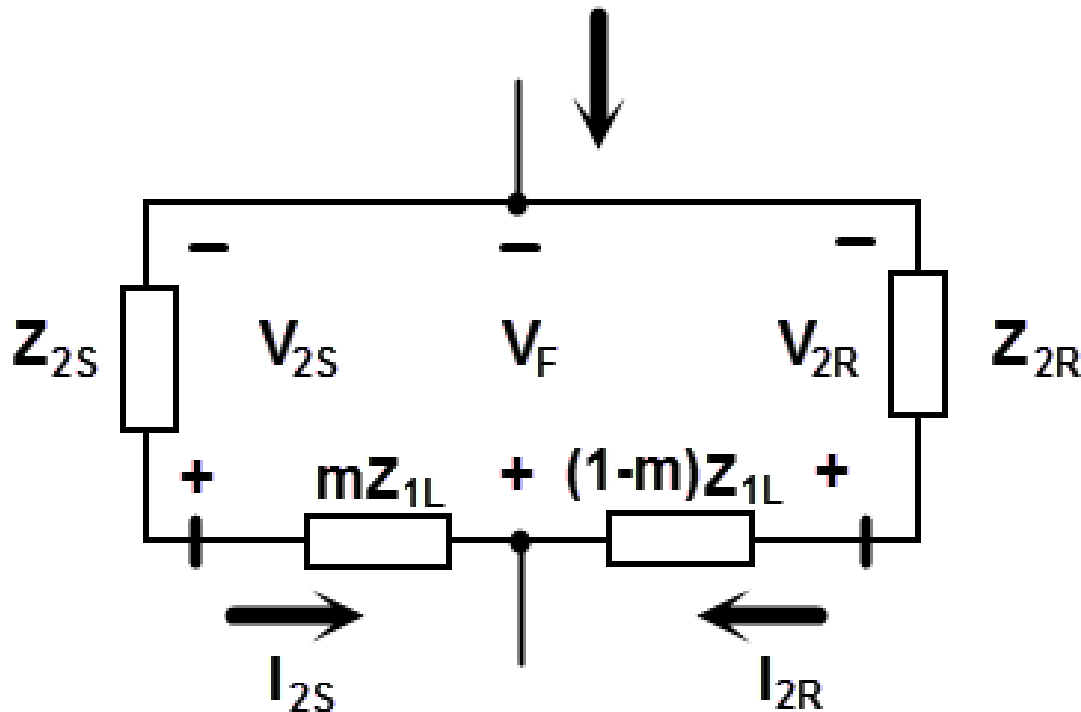 − − −
Z2S V2S VF V2R Z2R
+ mZ1L + (1-m)Z1L +
I2S I2R